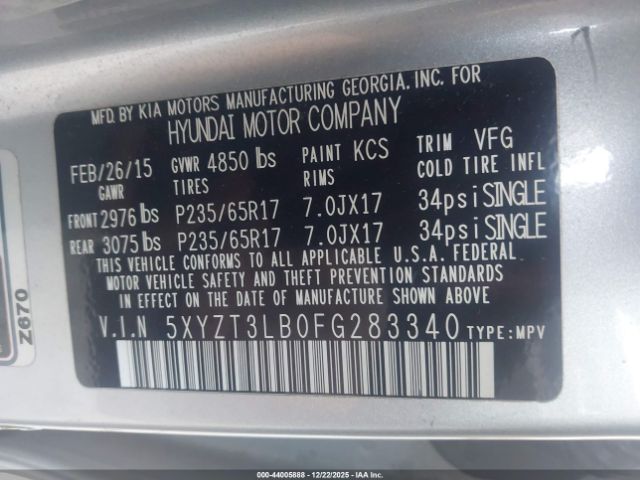 MFD. BY KIA MOTORS MANUFACTURING GEORGIA. INC. FOR
HYUNDAI MOTOR COMPANY
FEB/26/15 GVWR 4850 lbs PAINT KCS TRIM VFG
GAWR TIRES RIMS COLD TIRE INFL
FRONT 2976 lbs P235/65R17 7.0JX17 34psi SINGLE
REAR 3075 lbs P235/65R17 7.0JX17 34psi SINGLE
THIS VEHICLE CONFORMS TO ALL APPLICABLE U.S.A. FEDERAL
MOTOR VEHICLE SAFETY AND THEFT PREVENTION STANDARDS
IN EFFECT ON THE DATE OF MANUFACTURE SHOWN ABOVE.
V.I.N 5XYZT3LB0FG283340 TYPE:MPV
Z670
000-44005888 • 12/22/2025 • IAA Inc.